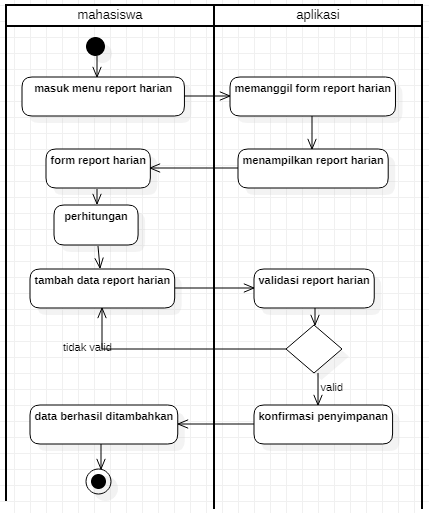 mahasiswa
aplikasi
masuk menu report harian
memanggil form report harian
form report harian
menampilkan report harian
perhitungan
tambah data report harian
validasi report harian
tidak valid
valid
data berhasil ditambahkan
konfirmasi penyimpanan